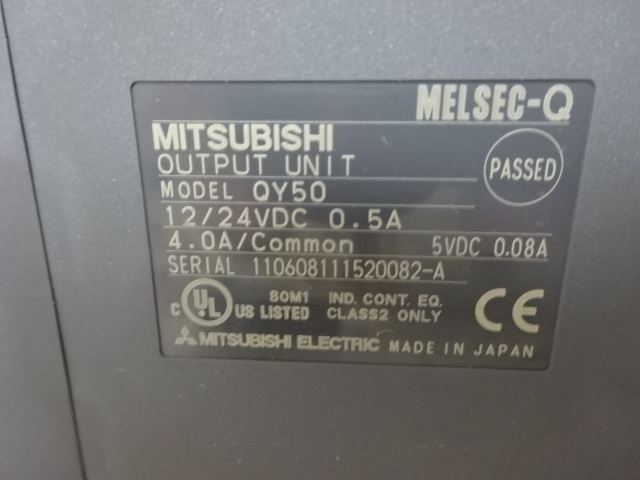 MELSEC-Q
MITSUBISHI
OUTPUT UNIT
PASSED
MODEL QY50
12/24VDC 0.5A
4.0A/Common 5VDC 0.08A
SERIAL 110608111520082-A
C UL US LISTED 80M1 IND. CONT. EQ. CLASS2 ONLY CE
MITSUBISHI ELECTRIC MADE IN JAPAN